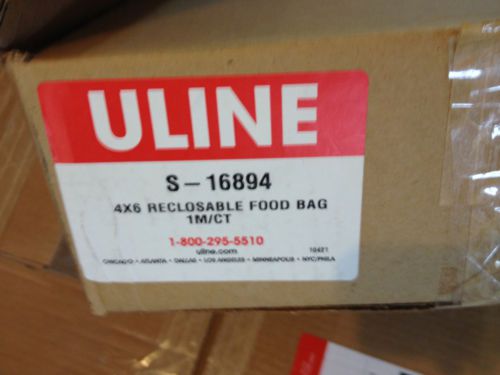 ULINE
S-16894
4X6 RECLOSABLE FOOD BAG
1M/CT
1-800-295-5510
uline.com 10421
CHICAGO • ATLANTA • DALLAS • LOS ANGELES • MINNEAPOLIS • NYC/PHILA